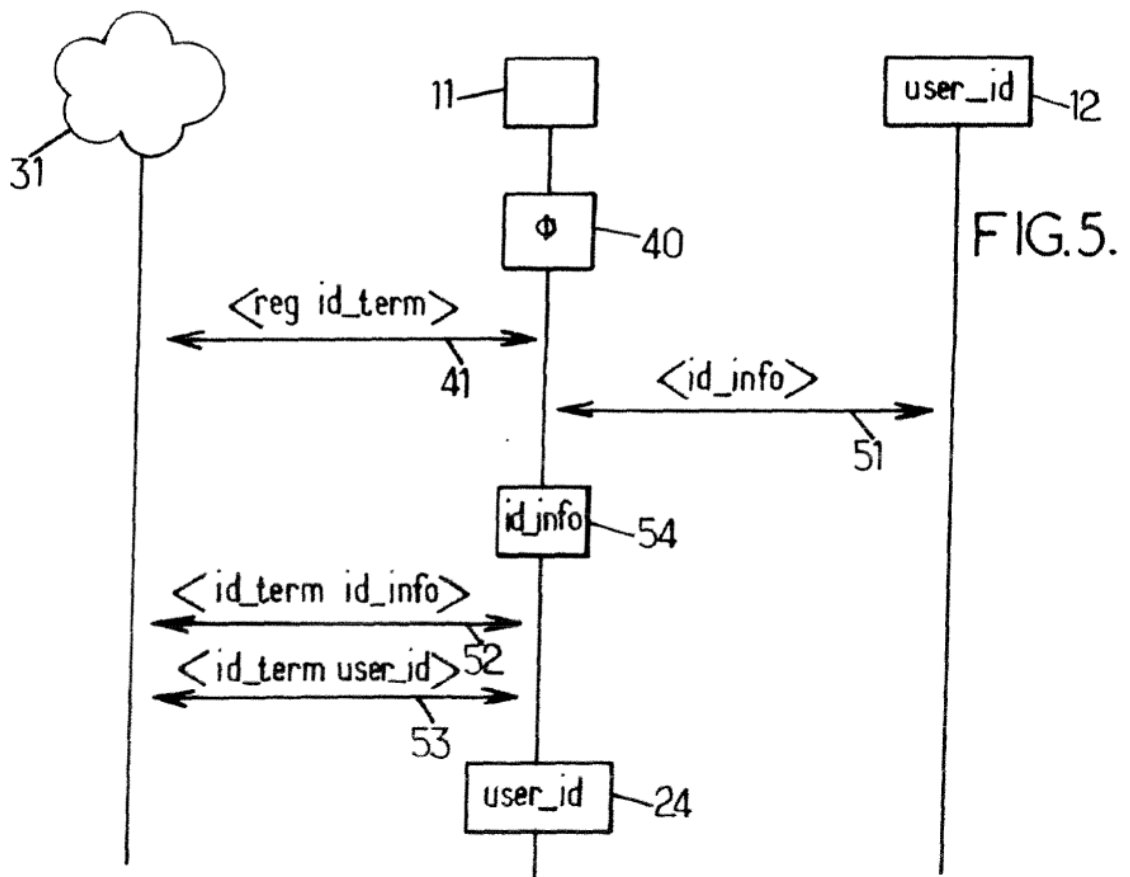 11
user_id
12
31
Φ
40
FIG.5.
<reg id_term>
41
<id_info>
51
id_info
54
<id_term id_info>
52
<id_term user_id>
53
user_id
24